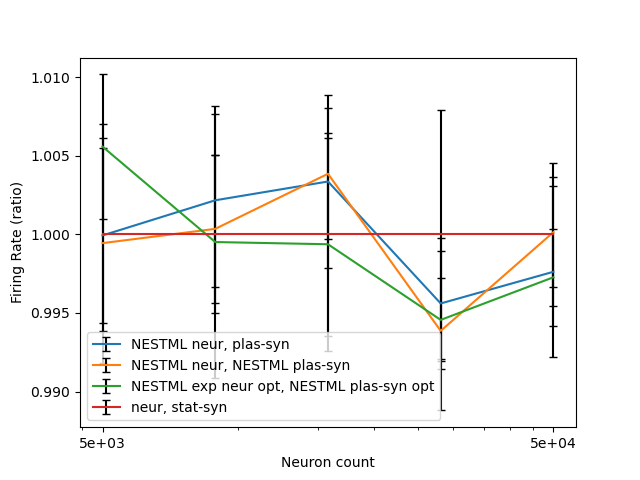 1.010
1.005
1.000
0.995
0.990
Firing Rate (ratio)
NESTML neur, plas-syn
NESTML neur, NESTML plas-syn
NESTML exp neur opt, NESTML plas-syn opt
neur, stat-syn
5e+03
5e+04
Neuron count